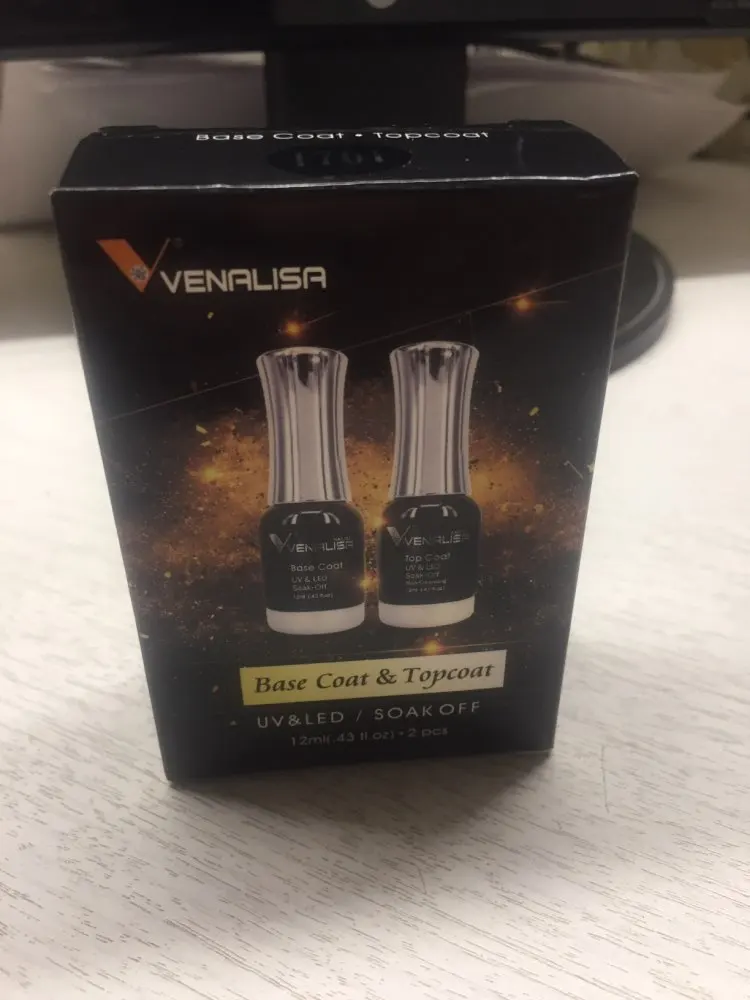 Base Coat • Topcoat
1701
VENALISA
VENALISA
Base Coat
UV & LED
Soak-Off
VENALISA
Top Coat
UV & LED
Soak-Off
Base Coat & Topcoat
UV&LED / SOAK OFF
12ml(.43 fl.oz) • 2 pcs